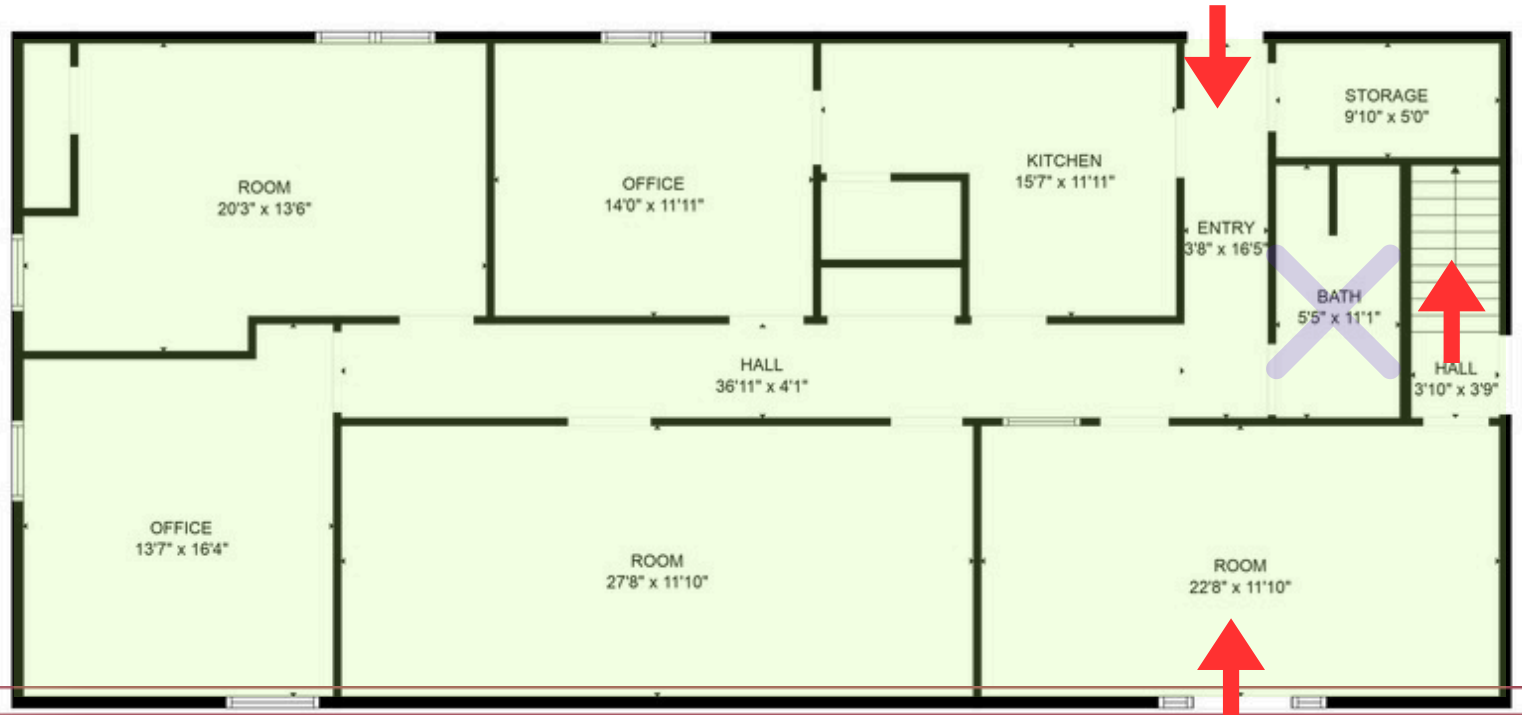 STORAGE
9'10" x 5'0"
KITCHEN
15'7" x 11'11"
OFFICE
14'0" x 11'11"
ROOM
20'3" x 13'6"
ENTRY
3'8" x 16'5"
BATH
5'5" x 11'1"
HALL
36'11" x 4'1"
HALL
3'10" x 3'9"
OFFICE
13'7" x 16'4"
ROOM
27'8" x 11'10"
ROOM
22'8" x 11'10"